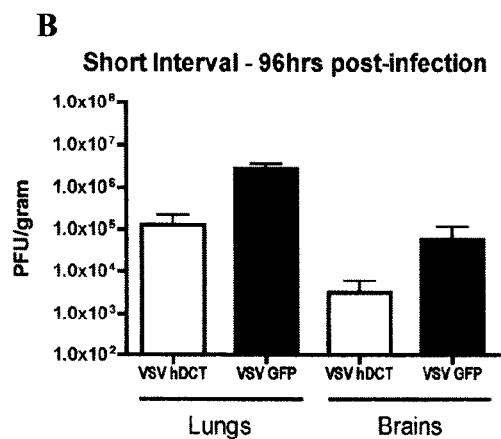 B
Short Interval - 96hrs post-infection
1.0x10⁸
1.0x10⁷
1.0x10⁶
1.0x10⁵
1.0x10⁴
1.0x10³
1.0x10²
PFU/gram
VSV hDCT VSV GFP VSV hDCT VSV GFP
Lungs Brains